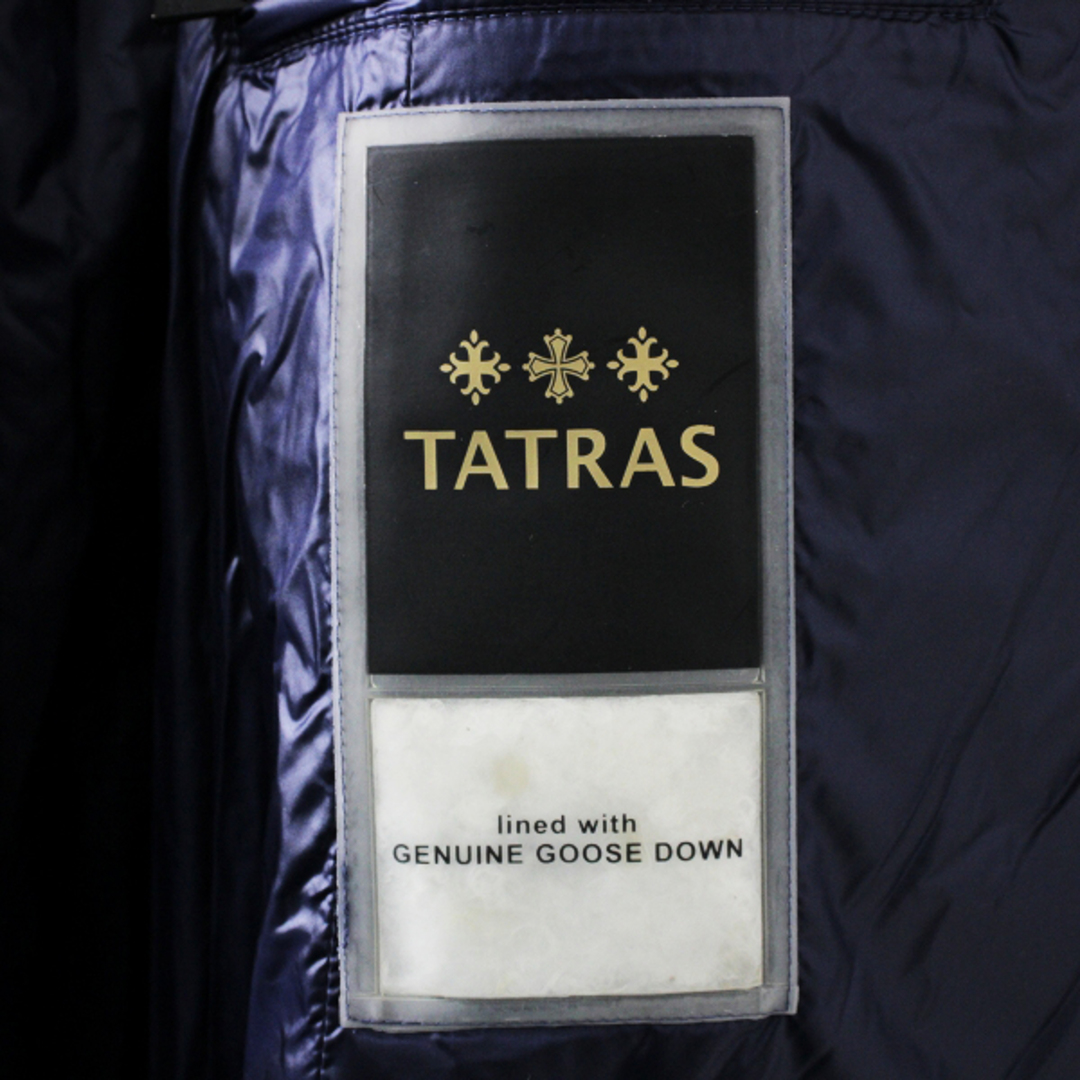 TATRAS
lined with
GENUINE GOOSE DOWN